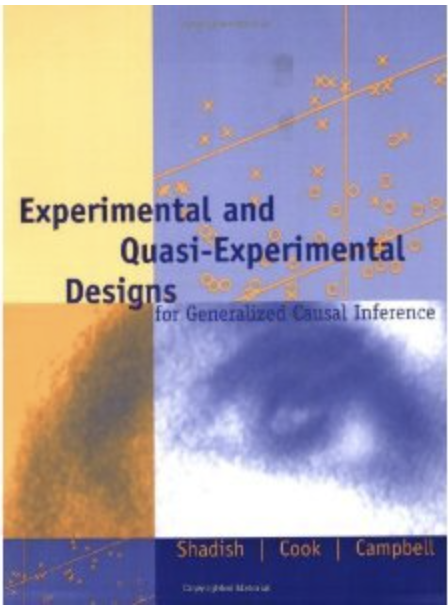 Experimental and
Quasi-Experimental
Designs
for Generalized Causal Inference
Shadish | Cook | Campbell
Copyrighted Material